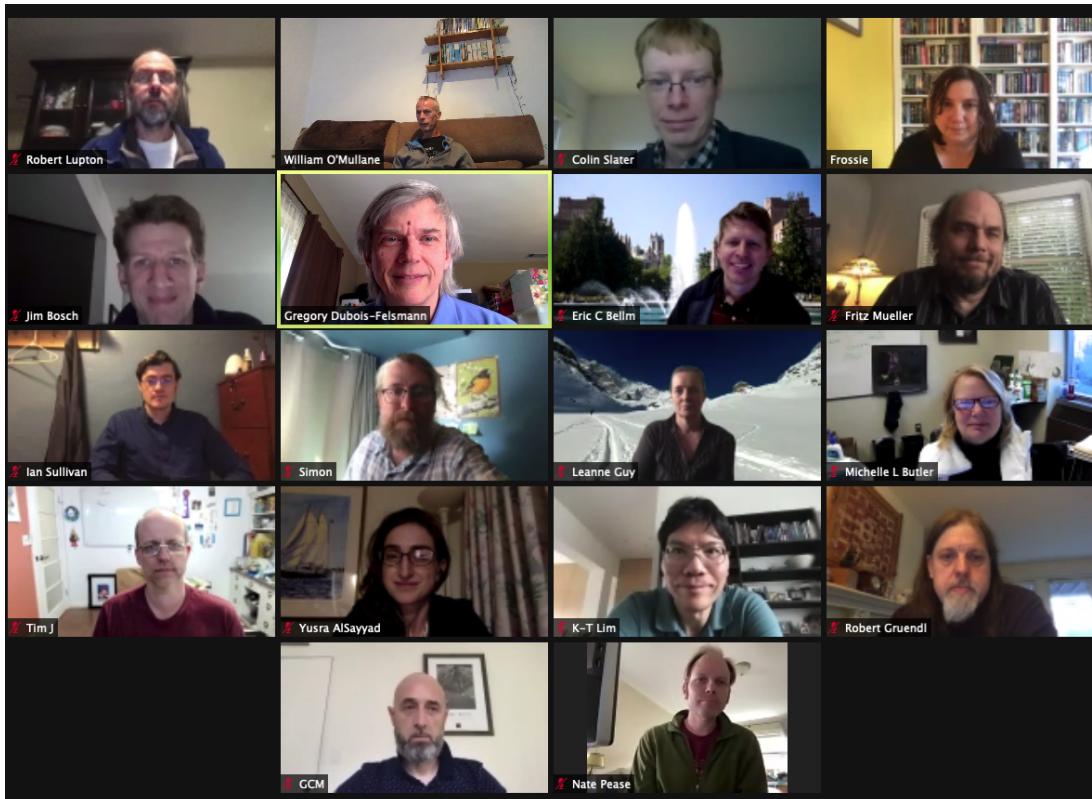 Robert Lupton
William O'Mullane
Colin Slater
Frossie
Jim Bosch
Gregory Dubois-Felsmann
Eric C Bellm
Fritz Mueller
Ian Sullivan
Simon
Leanne Guy
Michelle L Butler
Tim J
Yusra AlSayyad
K-T Lim
Robert Gruendl
GCM
Nate Pease